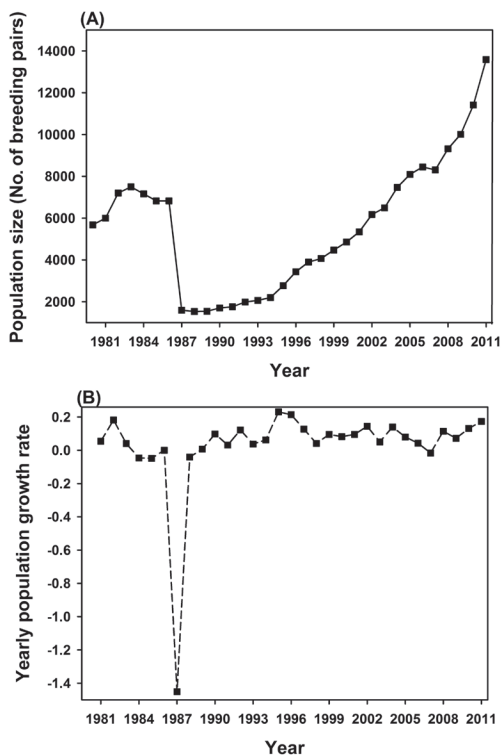 (A)
Population size (No. of breeding pairs)
14000
12000
10000
8000
6000
4000
2000
1981 1984 1987 1990 1993 1996 1999 2002 2005 2008 2011
Year
(B)
Yearly population growth rate
0.2
0.0
-0.2
-0.4
-0.6
-0.8
-1.0
-1.2
-1.4
1981 1984 1987 1990 1993 1996 1999 2002 2005 2008 2011
Year